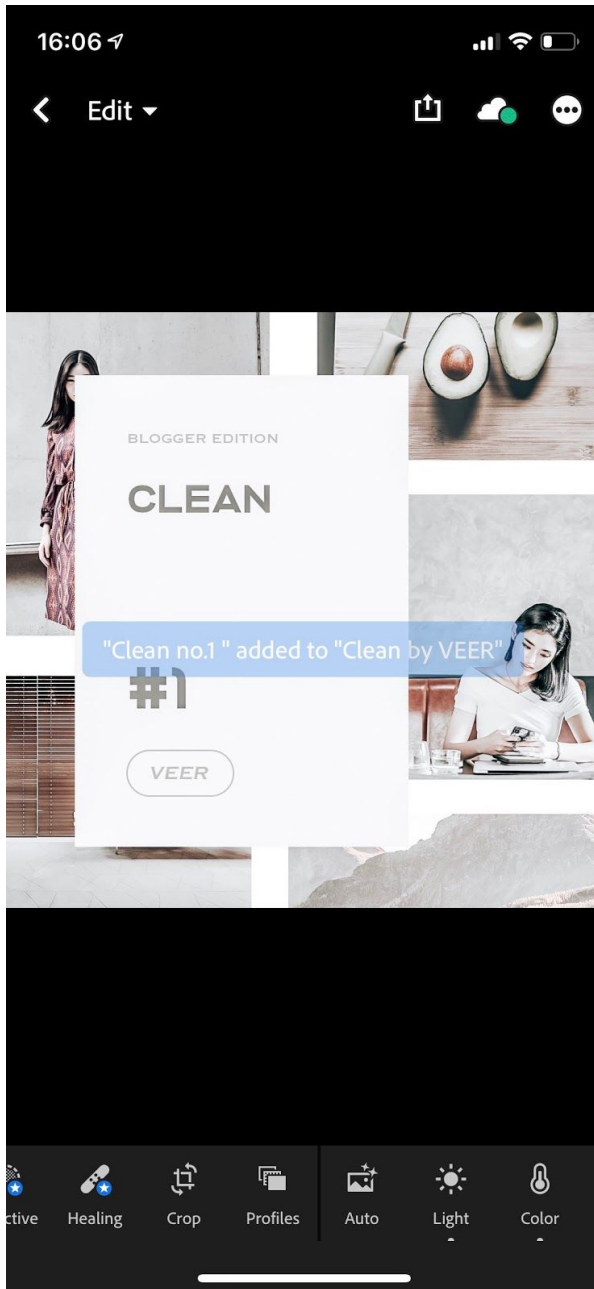 16:06
Edit
BLOGGER EDITION
CLEAN
"Clean no.1 " added to "Clean by VEER"
#1
VEER
ctive Healing Crop Profiles Auto Light Color